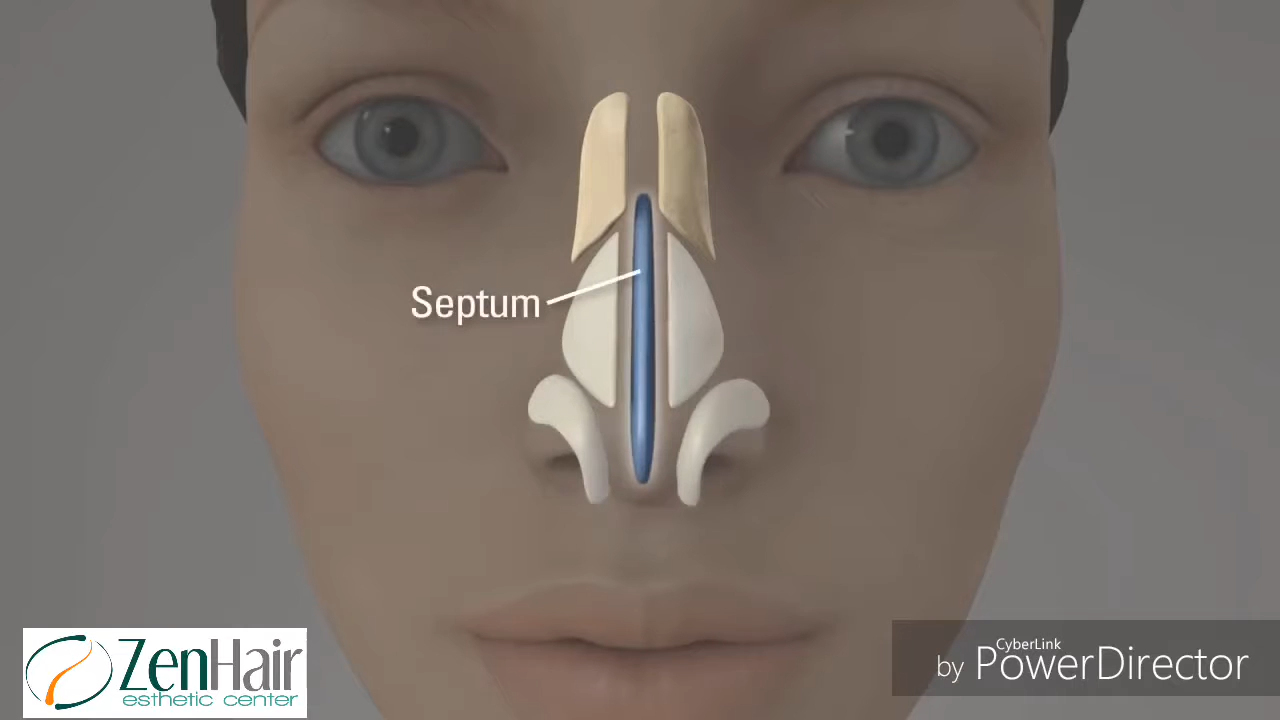 Septum
ZenHair
esthetic center
CyberLink
by PowerDirector